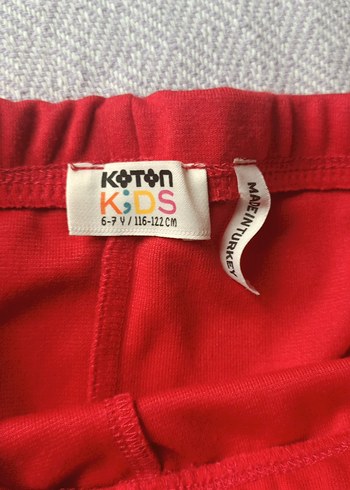 KOTON
KiDS
6-7 Y / 116-122 CM
MADE IN TURKEY